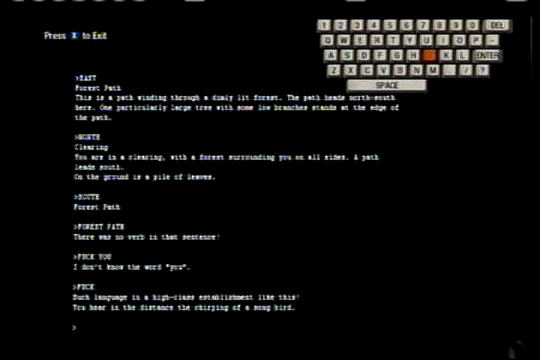 Press X to Exit
1 2 3 4 5 6 7 8 9 0 DEL
Q W E R T Y U I O P -
A S D F G H K L ENTER
Z X C V B N M , . / ?
SPACE
>EAST
Forest Path
This is a path winding through a dimly lit forest. The path heads north-south
here. One particularly large tree with some low branches stands at the edge of
the path.
>NORTH
Clearing
You are in a clearing, with a forest surrounding you on all sides. A path
leads south.
On the ground is a pile of leaves.
>ROUTE
Forest Path
>FOREST PATH
There was no verb in that sentence!
>FUCK YOU
I don't know the word "you".
>FUCK
Such language in a high-class establishment like this!
You hear in the distance the chirping of a song bird.
>